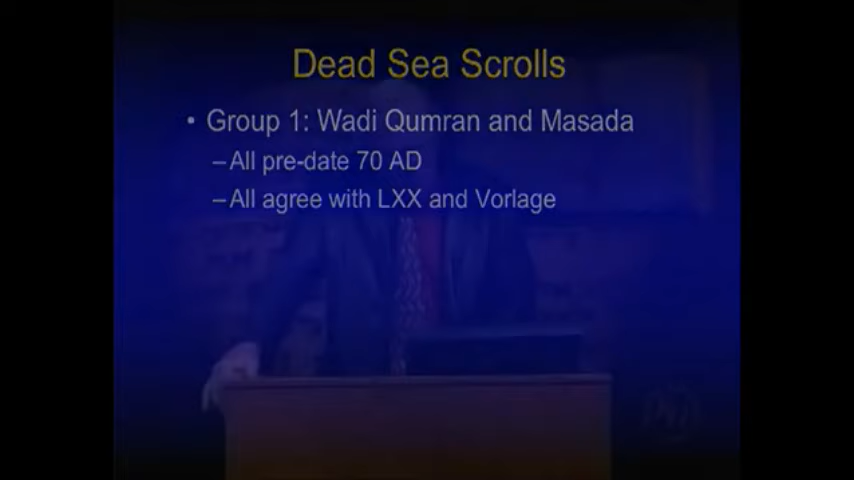 Dead Sea Scrolls
• Group 1: Wadi Qumran and Masada
–All pre-date 70 AD
–All agree with LXX and Vorlage